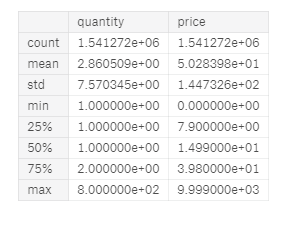 quantity price
count 1.541272e+06 1.541272e+06
mean 2.860509e+00 5.028398e+01
std 7.570345e+00 1.447326e+02
min 1.000000e+00 0.000000e+00
25% 1.000000e+00 7.900000e+00
50% 1.000000e+00 1.499000e+01
75% 2.000000e+00 3.980000e+01
max 8.000000e+02 9.999000e+03